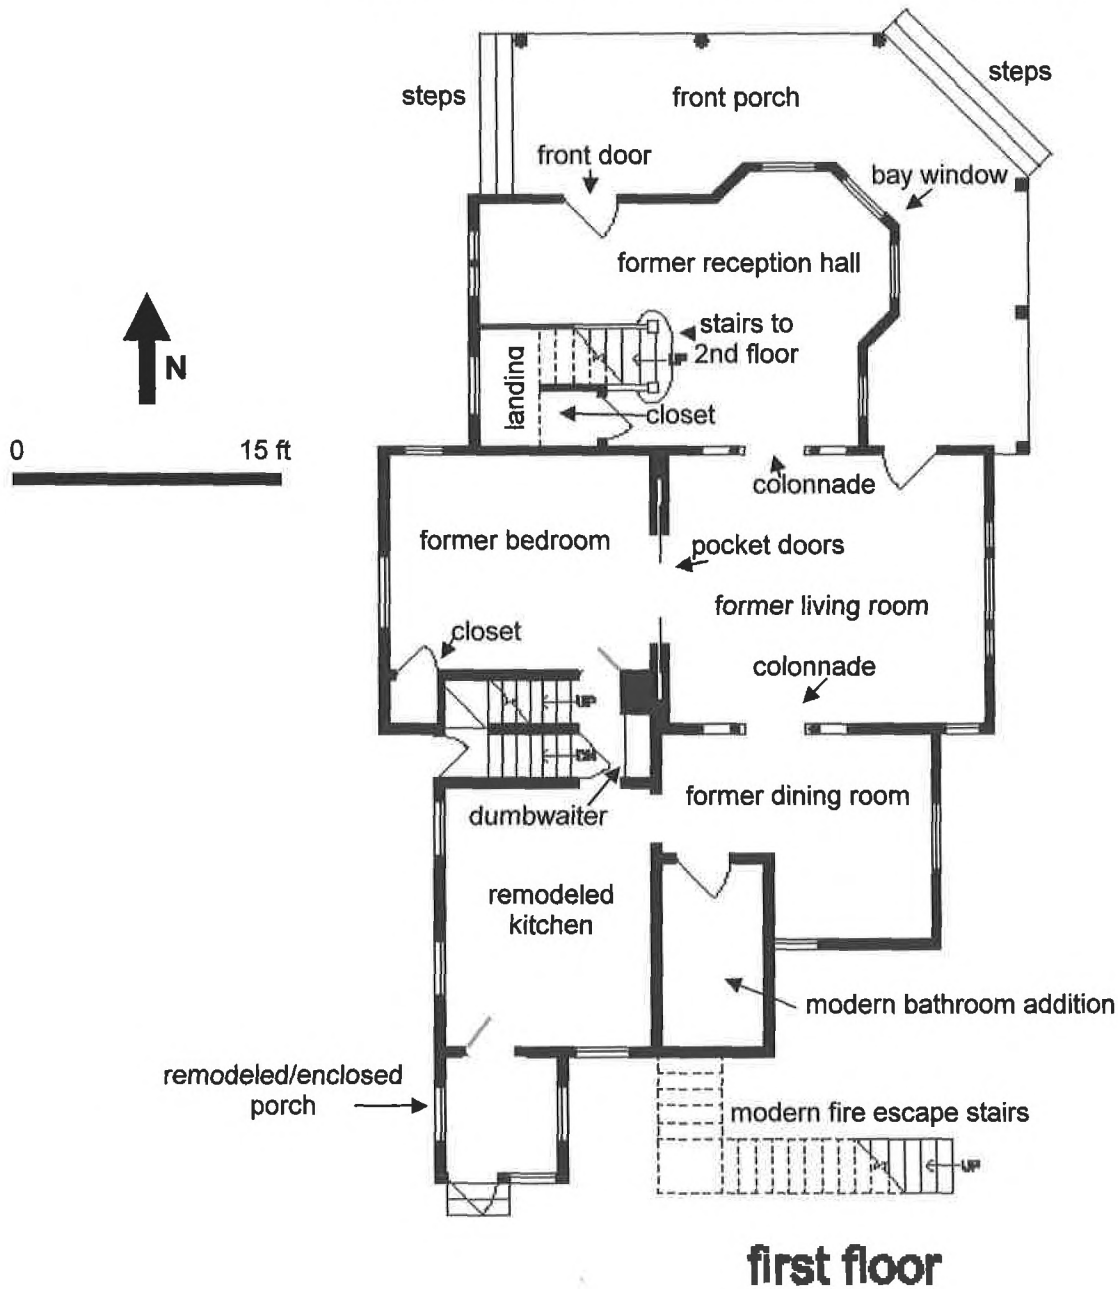 steps
front porch
steps
front door
bay window
former reception hall
stairs to
2nd floor
UP
landing
closet
N
0 15 ft
colonnade
former bedroom
pocket doors
former living room
closet
colonnade
UP
DN
former dining room
dumbwaiter
remodeled
kitchen
modern bathroom addition
remodeled/enclosed
porch
modern fire escape stairs
UP
first floor